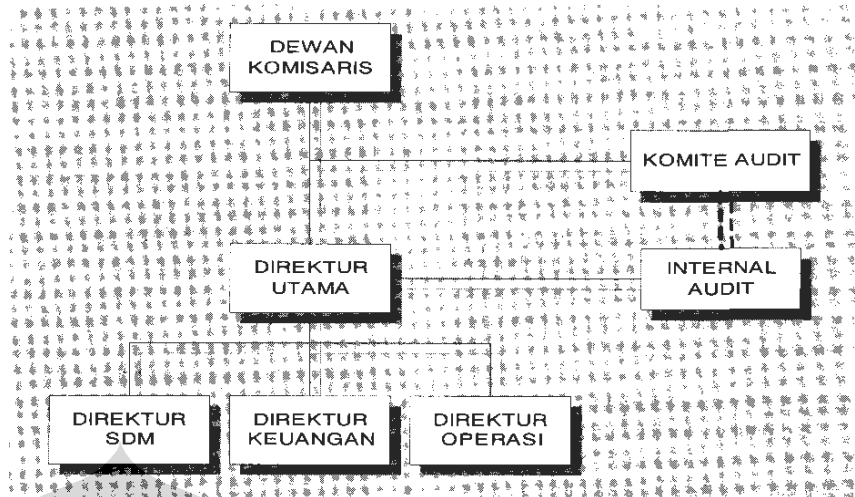 DEWAN
KOMISARIS
KOMITE AUDIT
DIREKTUR
UTAMA
INTERNAL
AUDIT
DIREKTUR
SDM
DIREKTUR
KEUANGAN
DIREKTUR
OPERASI